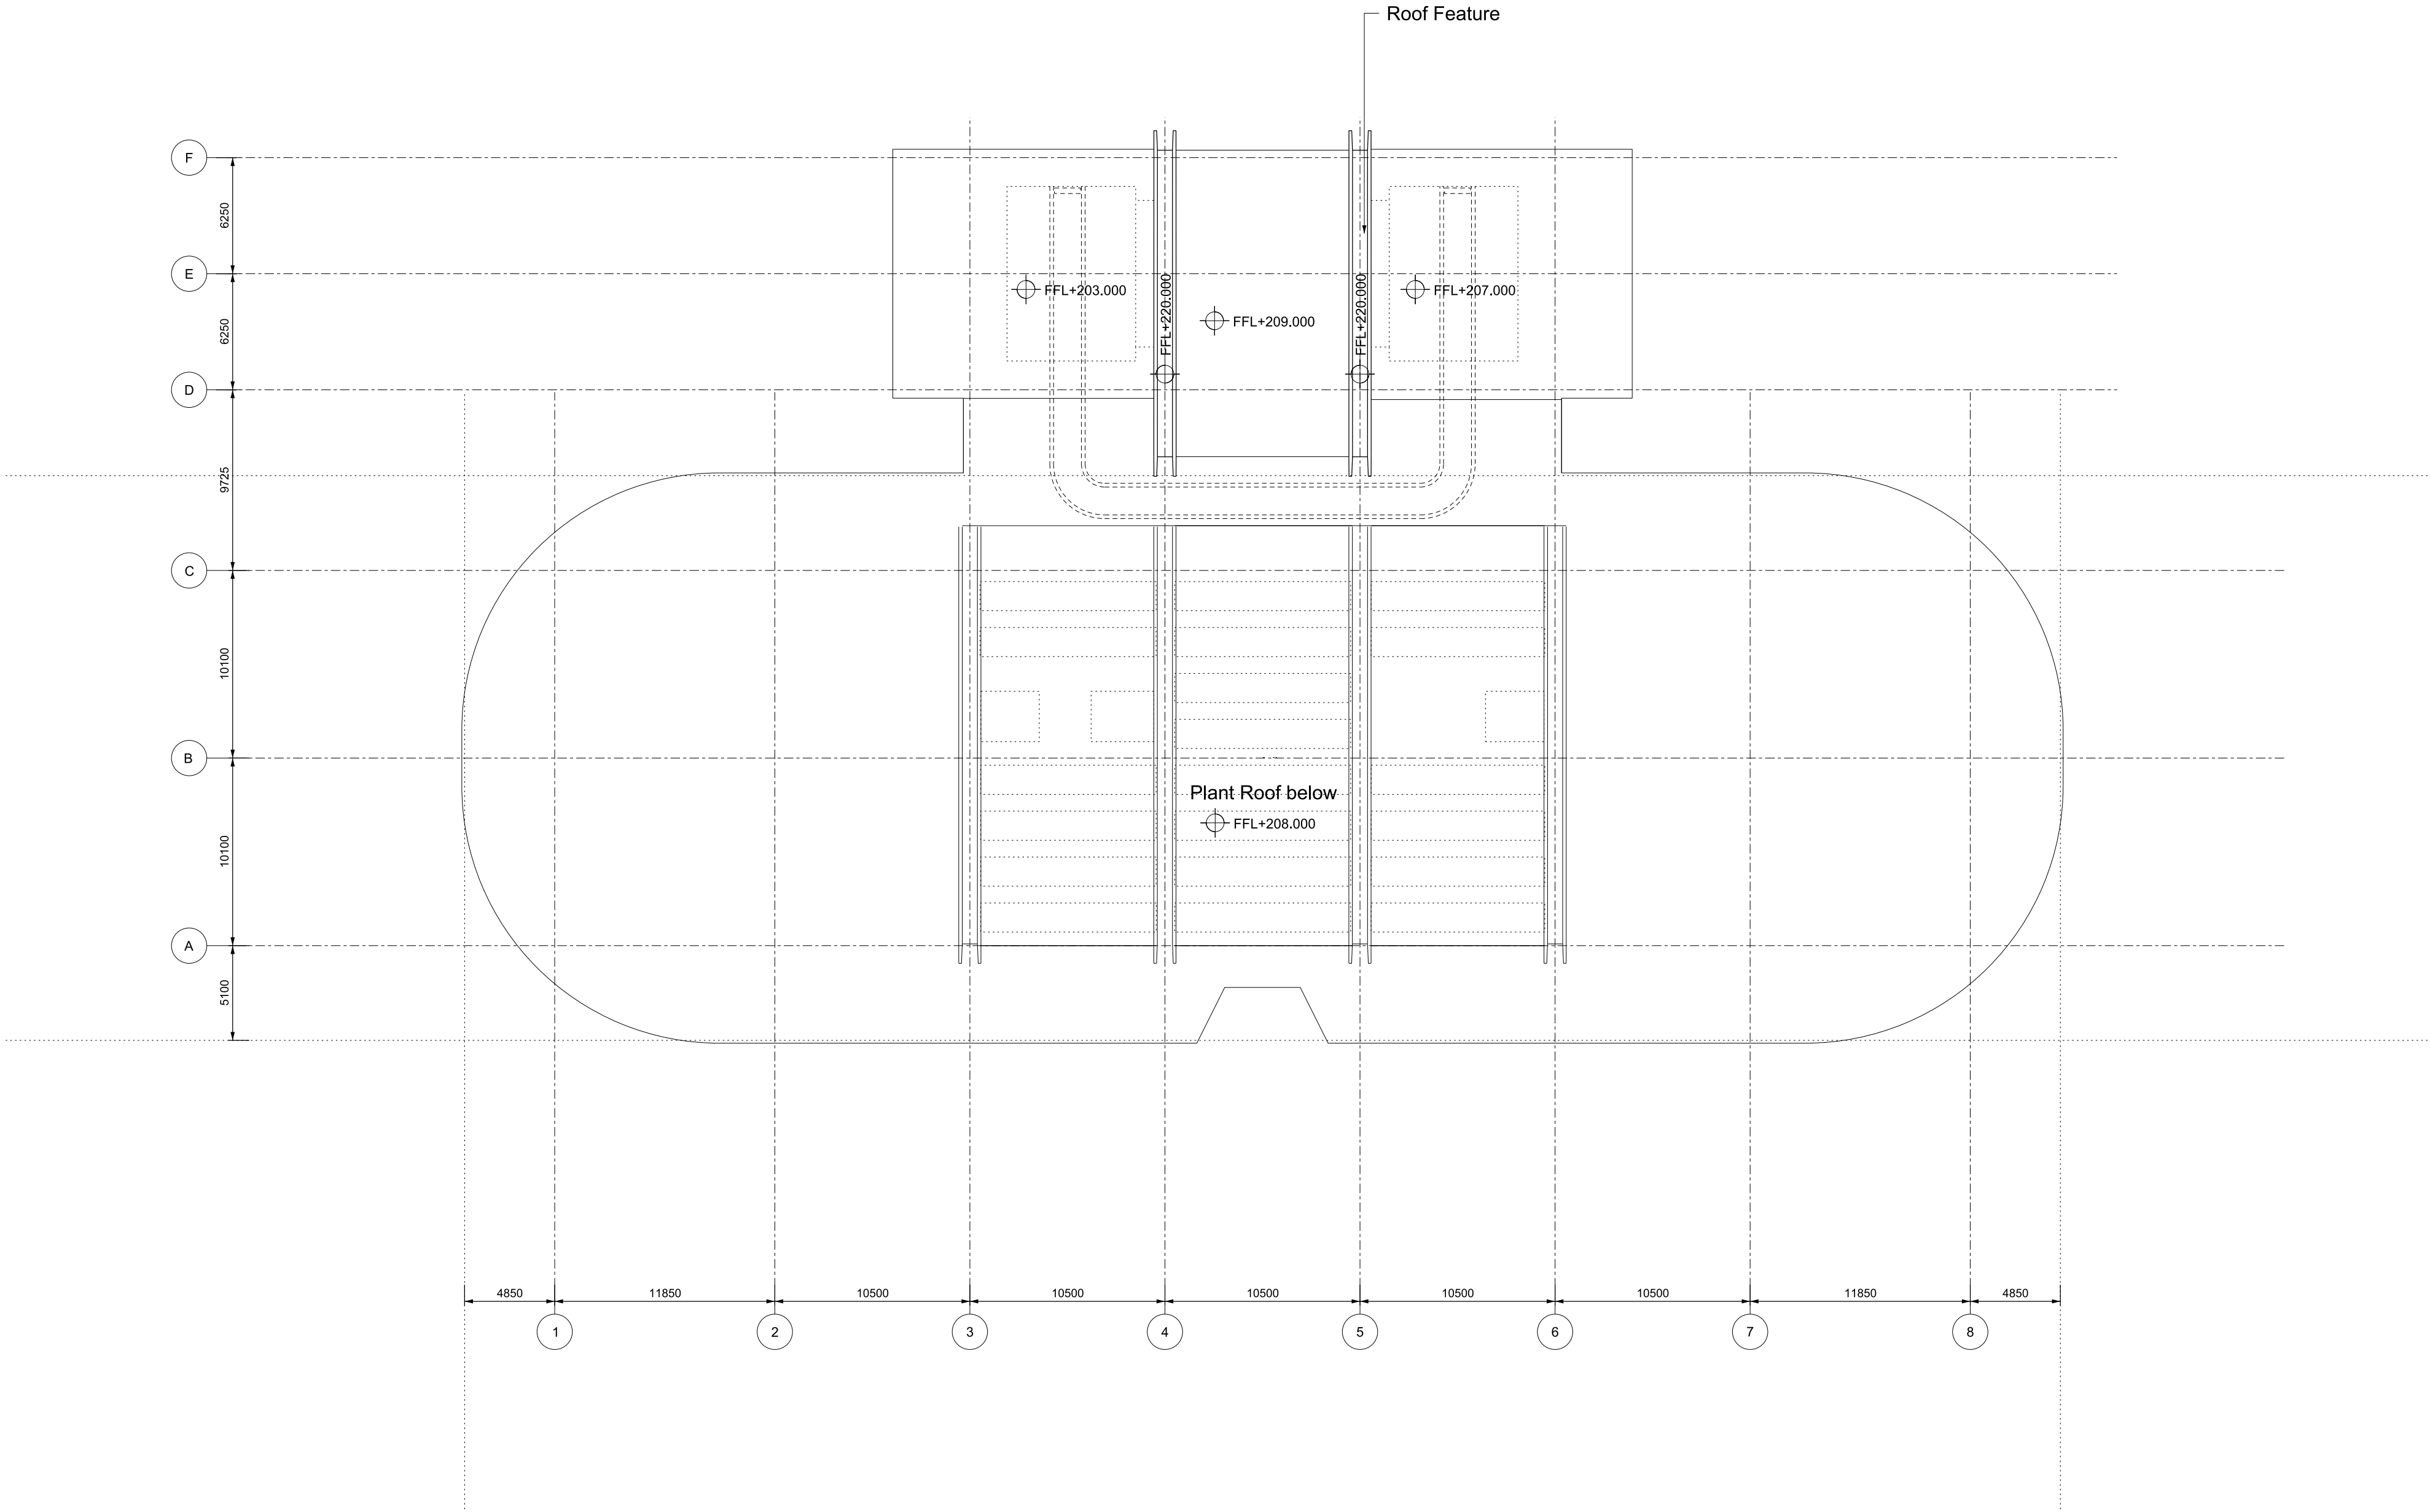 Roof Feature
F
6250
E
FFL+203.000
FFL+220.000
FFL+220.000
FFL+207.000
FFL+209.000
6250
D
9725
C
10100
B
Plant Roof below
FFL+208.000
10100
A
5100
4850
11850
10500
10500
10500
10500
10500
11850
4850
1
2
3
4
5
6
7
8